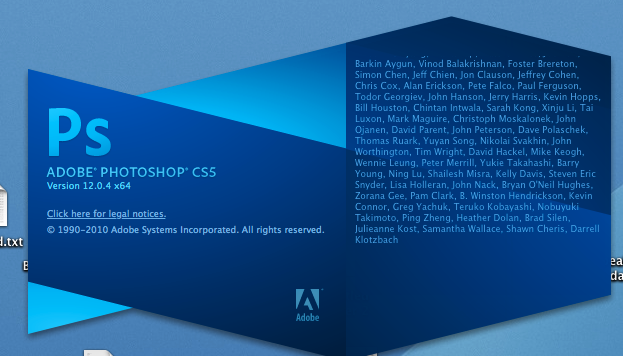 Ps
ADOBE® PHOTOSHOP® CS5
Version 12.0.4 x64
Click here for legal notices.
© 1990-2010 Adobe Systems Incorporated. All rights reserved.
Adobe
Barkin Aygun, Vinod Balakrishnan, Foster Brereton,
Simon Chen, Jeff Chien, Jon Clauson, Jeffrey Cohen,
Chris Cox, Alan Erickson, Pete Falco, Paul Ferguson,
Todor Georgiev, John Hanson, Jerry Harris, Kevin Hopps,
Bill Houston, Chintan Intwala, Sarah Kong, Xinju Li, Tai
Luxon, Mark Maguire, Christoph Moskalonek, John
Ojanen, David Parent, John Peterson, Dave Polaschek,
Thomas Ruark, Yuyan Song, Nikolai Svakhin, John
Worthington, Tim Wright, David Hackel, Mike Keogh,
Wennie Leung, Peter Merrill, Yukie Takahashi, Barry
Young, Ning Lu, Shailesh Misra, Kelly Davis, Steven Eric
Snyder, Lisa Holleran, John Nack, Bryan O'Neil Hughes,
Zorana Gee, Pam Clark, B. Winston Hendrickson, Kevin
Connor, Greg Yachuk, Teruko Kobayashi, Nobuyuki
Takimoto, Ping Zheng, Heather Dolan, Brad Silen,
Julieanne Kost, Samantha Wallace, Shawn Cheris, Darrell
Klotzbach
d.txt